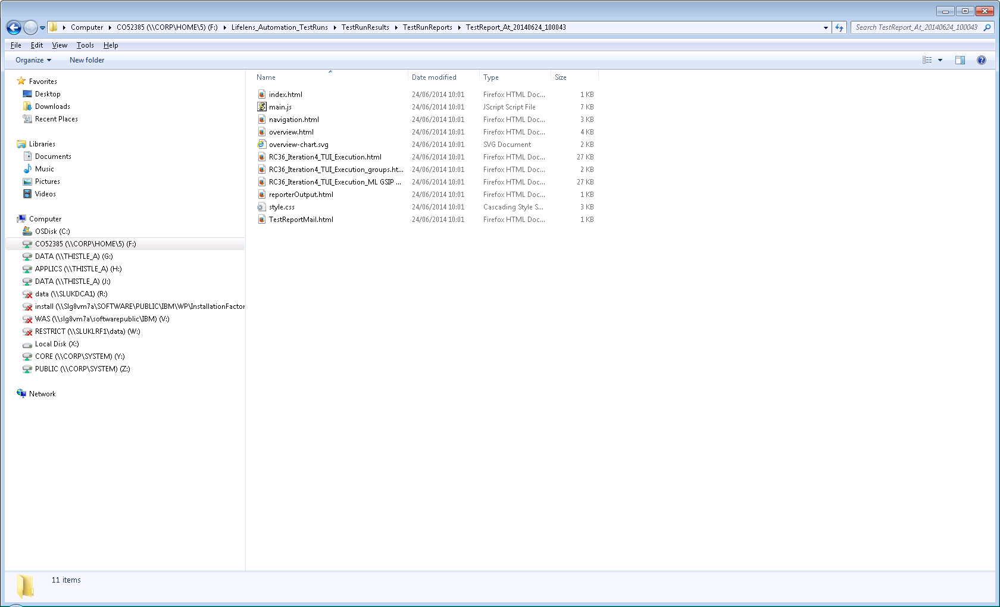 Computer CO52385 (\\CORP\HOME\5) (F:) Lifelens_Automation_TestRuns TestRunResults TestRunReports TestReport_At_20140624_100043
Search TestReport_At_20140624_100043
File Edit View Tools Help
Organize New folder
Favorites
Desktop
Downloads
Recent Places
Libraries
Documents
Music
Pictures
Videos
Computer
OSDisk (C:)
CO52385 (\\CORP\HOME\5) (F:)
DATA (\\THISTLE_A) (G:)
APPLICS (\\THISTLE_A) (H:)
DATA (\\THISTLE_A) (J:)
data (\\SLUKDCA1) (R:)
install (\\Slg8vm7a\SOFTWARE\PUBLIC\IBM\WP\InstallationFactor
WAS (\\slg8vm7a\softwarepublic\IBM) (V:)
RESTRICT (\\SLUKLRF1\data) (W:)
Local Disk (X:)
CORE (\\CORP\SYSTEM) (Y:)
PUBLIC (\\CORP\SYSTEM) (Z:)
Network
Name Date modified Type Size
index.html 24/06/2014 10:01 Firefox HTML Doc... 1 KB
main.js 24/06/2014 10:01 JScript Script File 7 KB
navigation.html 24/06/2014 10:01 Firefox HTML Doc... 3 KB
overview.html 24/06/2014 10:01 Firefox HTML Doc... 4 KB
overview-chart.svg 24/06/2014 10:01 SVG Document 2 KB
RC36_Iteration4_TUI_Execution.html 24/06/2014 10:01 Firefox HTML Doc... 27 KB
RC36_Iteration4_TUI_Execution_groups.ht... 24/06/2014 10:01 Firefox HTML Doc... 2 KB
RC36_Iteration4_TUI_Execution_ML GSIP ... 24/06/2014 10:01 Firefox HTML Doc... 27 KB
reporterOutput.html 24/06/2014 10:01 Firefox HTML Doc... 1 KB
style.css 24/06/2014 10:01 Cascading Style S... 3 KB
TestReportMail.html 24/06/2014 10:01 Firefox HTML Doc... 1 KB
11 items